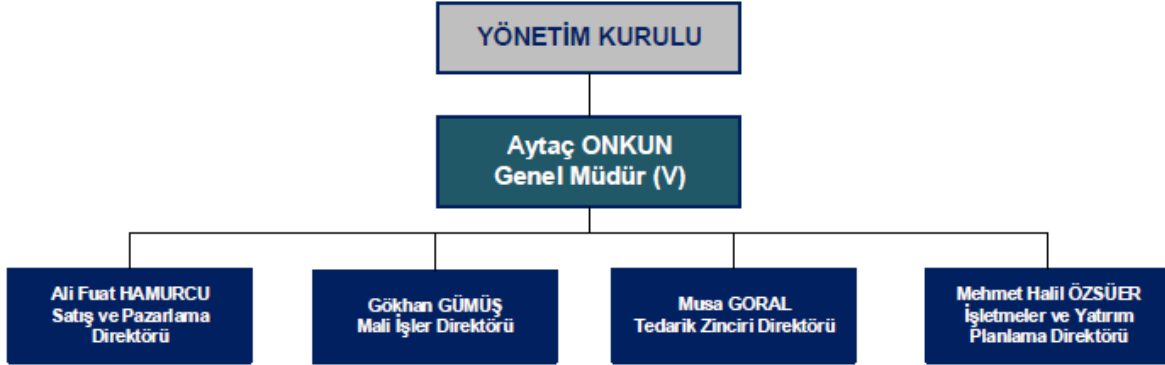 YÖNETİM KURULU
Aytaç ONKUN
Genel Müdür (V)
Ali Fuat HAMURCU
Satış ve Pazarlama
Direktörü
Gökhan GÜMÜŞ
Mali İşler Direktörü
Musa GORAL
Tedarik Zinciri Direktörü
Mehmet Halil ÖZSÜER
İşletmeler ve Yatırım
Planlama Direktörü